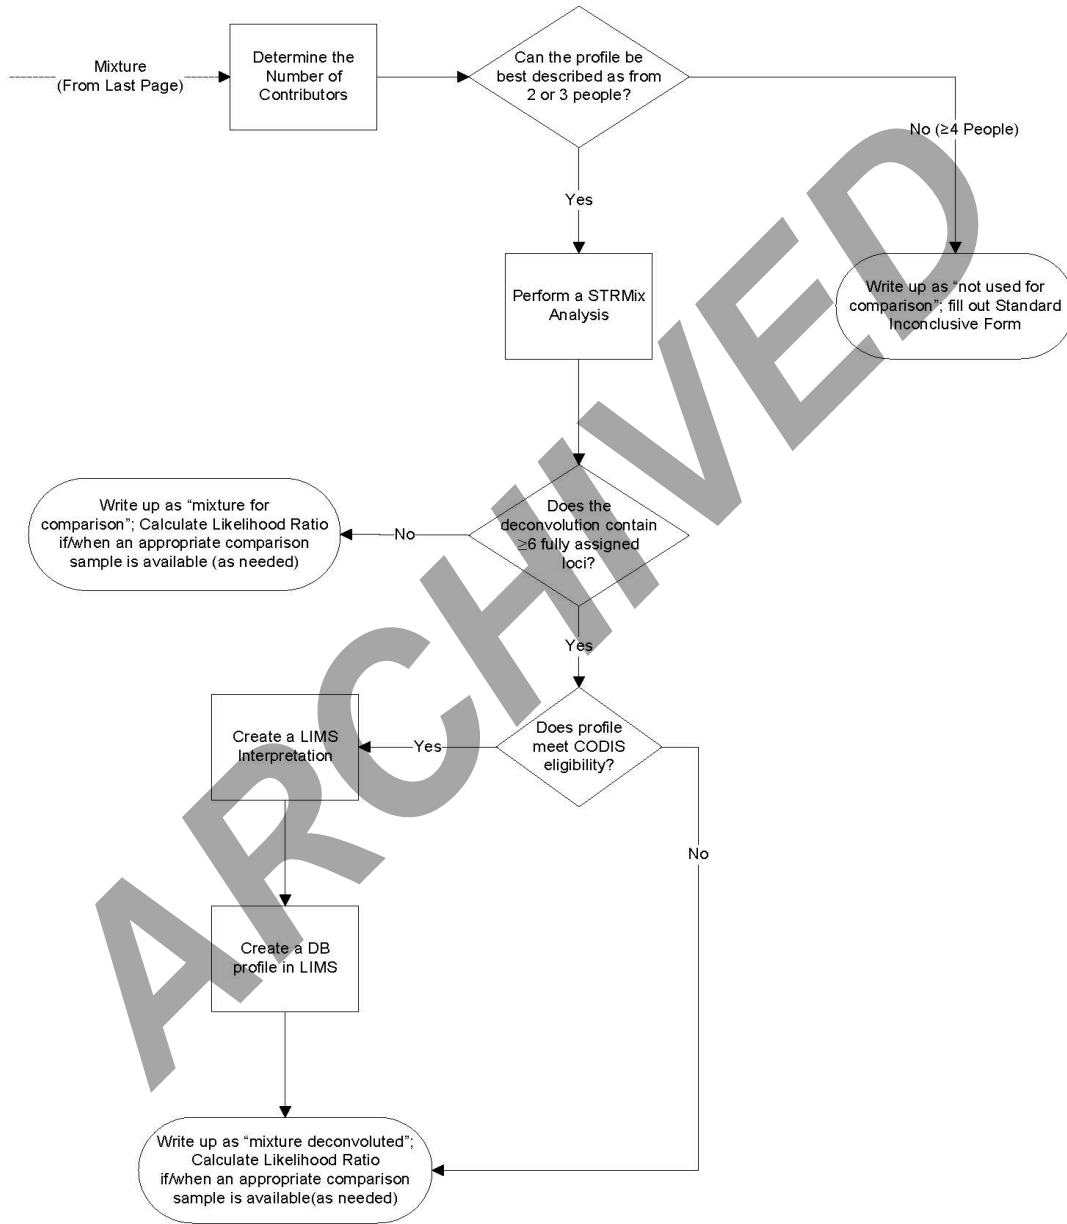 Mixture
(From Last Page)
Determine the
Number of
Contributors
Can the profile be
best described as from
2 or 3 people?
No (≥4 People)
Yes
Write up as “not used for
comparison”; fill out Standard
Inconclusive Form
Perform a STRMix
Analysis
Does the
deconvolution contain
≥6 fully assigned
loci?
No
Write up as “mixture for
comparison”; Calculate Likelihood Ratio
if/when an appropriate comparison
sample is available (as needed)
Yes
Does profile
meet CODIS
eligibility?
Yes
Create a LIMS
Interpretation
No
Create a DB
profile in LIMS
Write up as “mixture deconvoluted”;
Calculate Likelihood Ratio
if/when an appropriate comparison
sample is available(as needed)
ARCHIVED